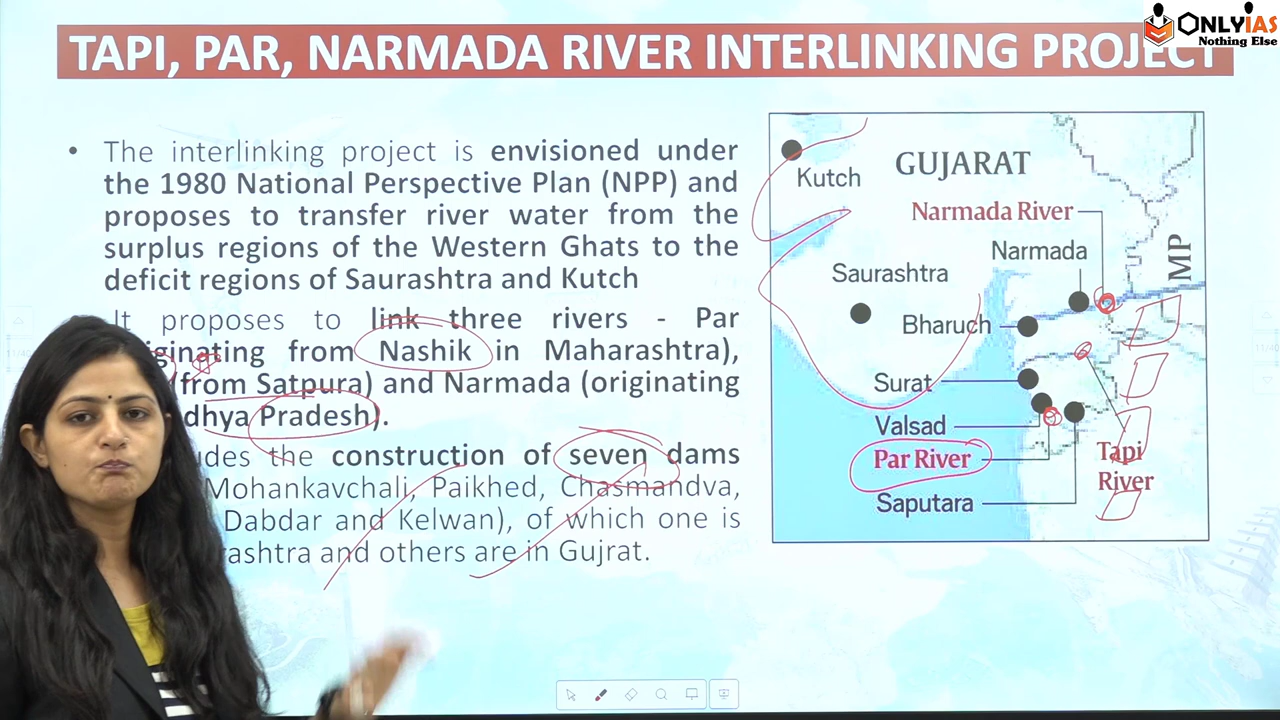 ONLYIAS
Nothing Else
TAPI, PAR, NARMADA RIVER INTERLINKING PROJECT
• The interlinking project is envisioned under
the 1980 National Perspective Plan (NPP) and
proposes to transfer river water from the
surplus regions of the Western Ghats to the
deficit regions of Saurashtra and Kutch
It proposes to link three rivers - Par
ginating from Nashik in Maharashtra),
(from Satpura) and Narmada (originating
dhya Pradesh).
udes the construction of seven dams
Mohankavchali, Paikhed, Chasmandva,
Dabdar and Kelwan), of which one is
rashtra and others are in Gujrat.
Kutch
GUJARAT
Narmada River
Narmada
MP
Saurashtra
Bharuch
Surat
Valsad
Par River
Tapi
River
Saputara